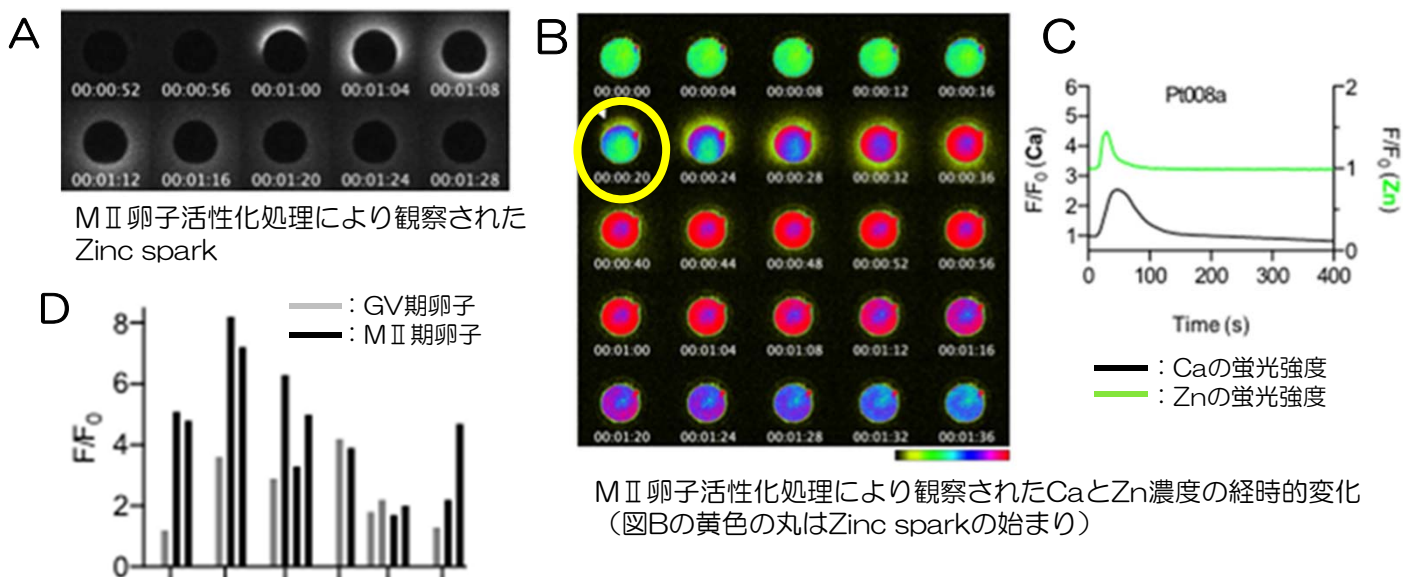 A
00:00:52 00:00:56 00:01:00 00:01:04 00:01:08
00:01:12 00:01:16 00:01:20 00:01:24 00:01:28
MⅡ卵子活性化処理により観察された
Zinc spark
B
00:00:00 00:00:04 00:00:08 00:00:12 00:00:16
00:00:20 00:00:24 00:00:28 00:00:32 00:00:36
00:00:40 00:00:44 00:00:48 00:00:52 00:00:56
00:01:00 00:01:04 00:01:08 00:01:12 00:01:16
00:01:20 00:01:24 00:01:28 00:01:32 00:01:36
MⅡ卵子活性化処理により観察されたCaとZn濃度の経時的変化
(図Bの黄色の丸はZinc sparkの始まり)
C
Pt008a
F/F0 (Ca)
6
5
4
3
2
1
F/F0 (Zn)
2
1
0
0 100 200 300 400
Time (s)
:Caの蛍光強度
:Znの蛍光強度
D
:GV期卵子
:MⅡ期卵子
F/F0
8
6
4
2
0